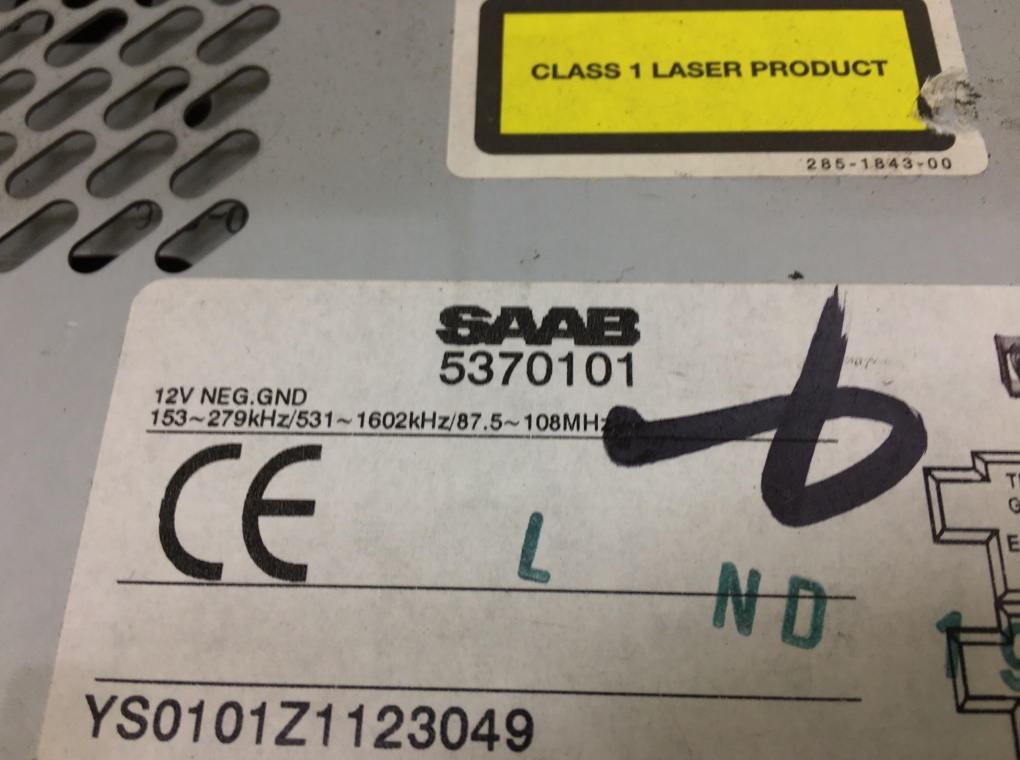 CLASS 1 LASER PRODUCT
285-1843-00
SAAB
5370101
12V NEG.GND
153~279kHz/531~1602kHz/87.5~108MHz
CE
L
N D
YS0101Z1123049